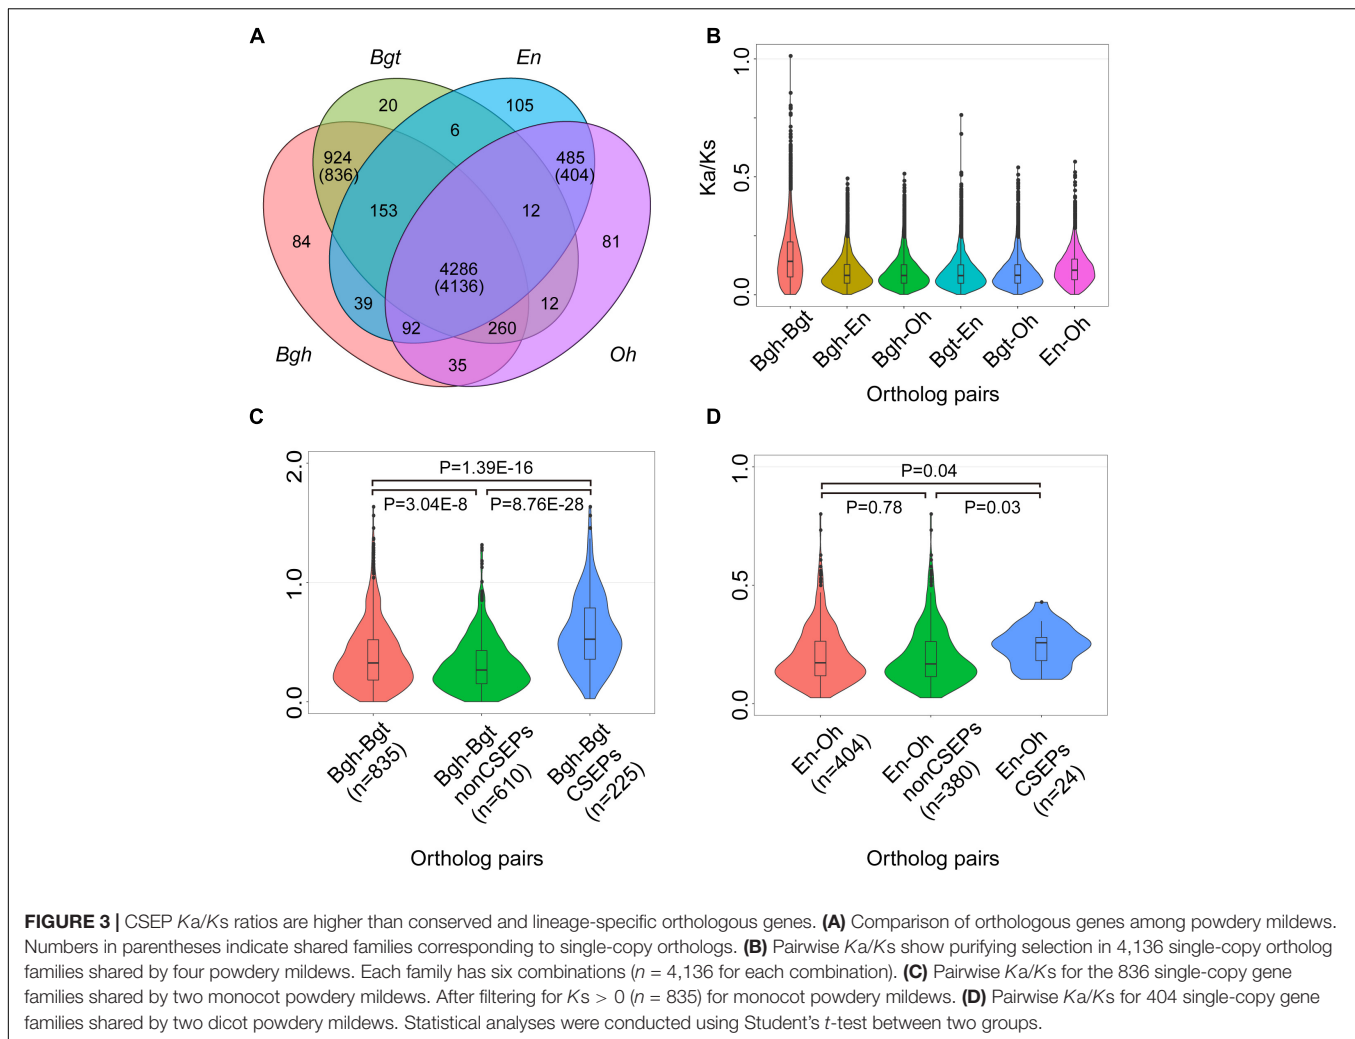 A
Bgt
En
20
105
6
924
(836)
485
(404)
153
12
84
81
4286
(4136)
39
12
92
260
35
Bgh
Oh
B
Ka/Ks
1.0
0.5
0.0
Bgh-Bgt
Bgh-En
Bgh-Oh
Bgt-En
Bgt-Oh
En-Oh
Ortholog pairs
C
2.0
1.0
0.0
P=1.39E-16
P=3.04E-8
P=8.76E-28
Bgh-Bgt
(n=835)
Bgh-Bgt
nonCSEPs
(n=610)
Bgh-Bgt
CSEPs
(n=225)
Ortholog pairs
D
1.0
0.5
0.0
P=0.04
P=0.78
P=0.03
En-Oh
(n=404)
En-Oh
nonCSEPs
(n=380)
En-Oh
CSEPs
(n=24)
Ortholog pairs
FIGURE 3 | CSEP Ka/Ks ratios are higher than conserved and lineage-specific orthologous genes. (A) Comparison of orthologous genes among powdery mildews.
Numbers in parentheses indicate shared families corresponding to single-copy orthologs. (B) Pairwise Ka/Ks show purifying selection in 4,136 single-copy ortholog
families shared by four powdery mildews. Each family has six combinations (n = 4,136 for each combination). (C) Pairwise Ka/Ks for the 836 single-copy gene
families shared by two monocot powdery mildews. After filtering for Ks > 0 (n = 835) for monocot powdery mildews. (D) Pairwise Ka/Ks for 404 single-copy gene
families shared by two dicot powdery mildews. Statistical analyses were conducted using Student's t-test between two groups.